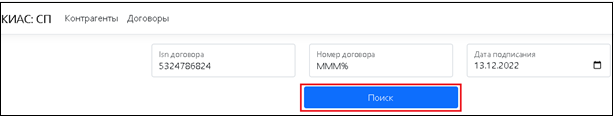 КИАС: СП Контрагенты Договоры
Isn договора Номер договора Дата подписания
5324786824 МММ% 13.12.2022
Поиск